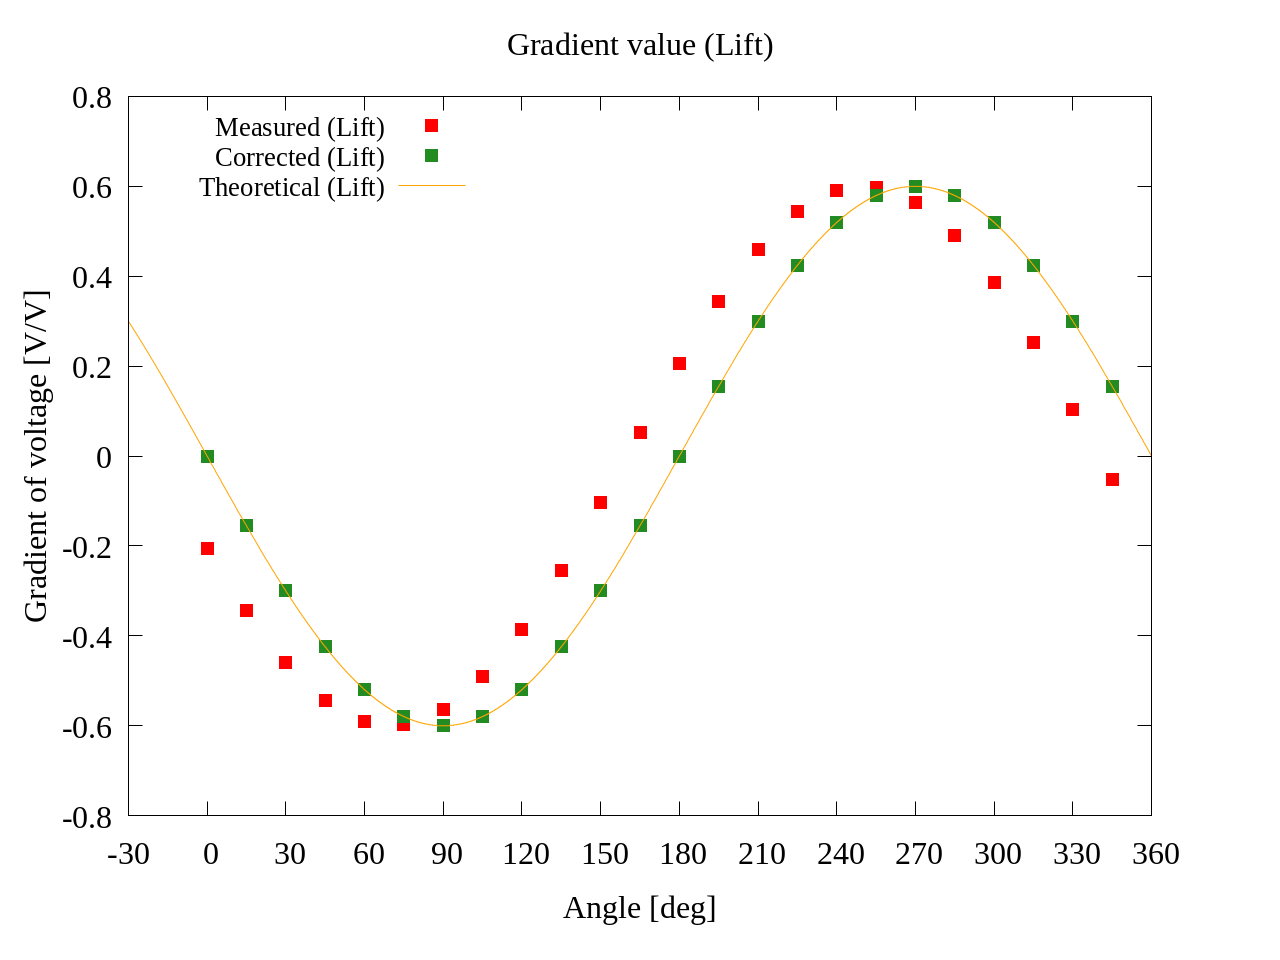 Gradient value (Lift)
0.8
Measured (Lift)
Corrected (Lift)
Theoretical (Lift)
0.6
0.4
0.2
0
-0.2
-0.4
-0.6
-0.8
Gradient of voltage [V/V]
-30 0 30 60 90 120 150 180 210 240 270 300 330 360
Angle [deg]